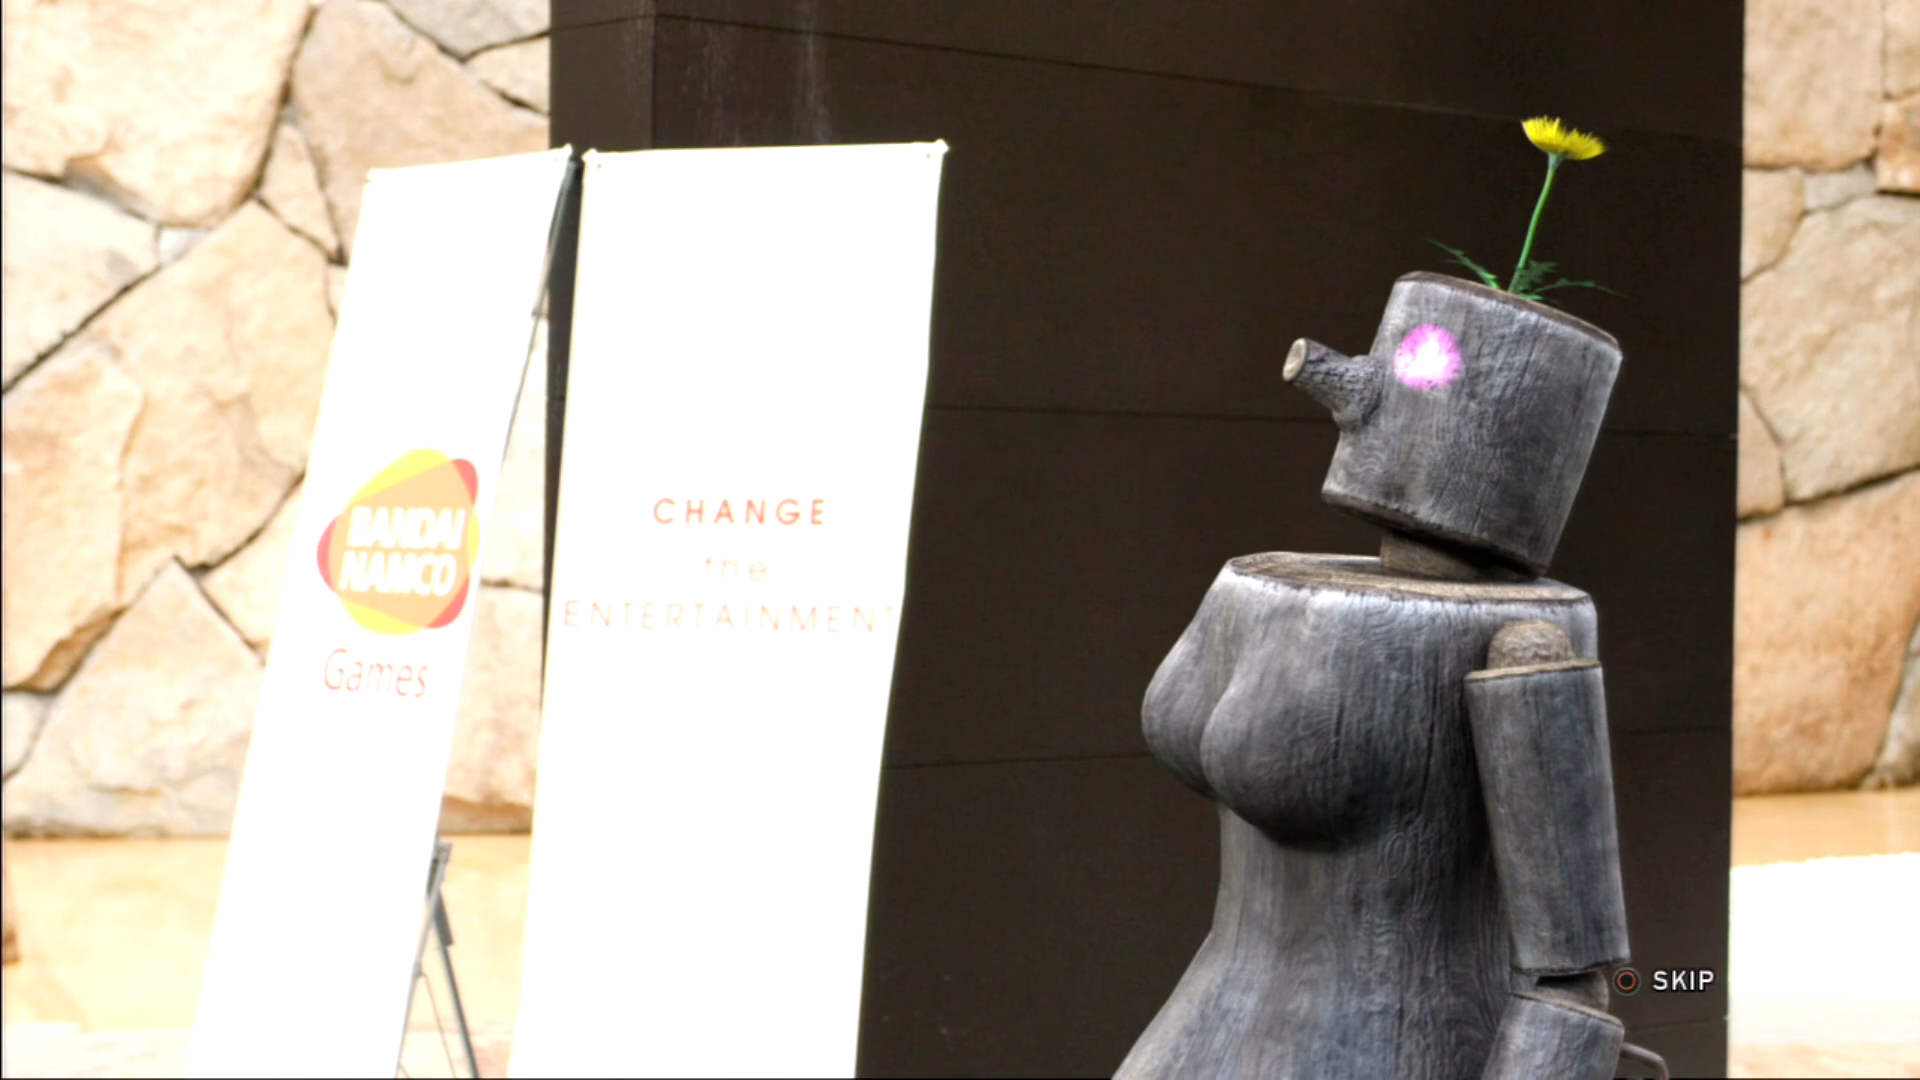 BANDAI
NAMCO
Games
CHANGE
the
ENTERTAINMENT
SKIP